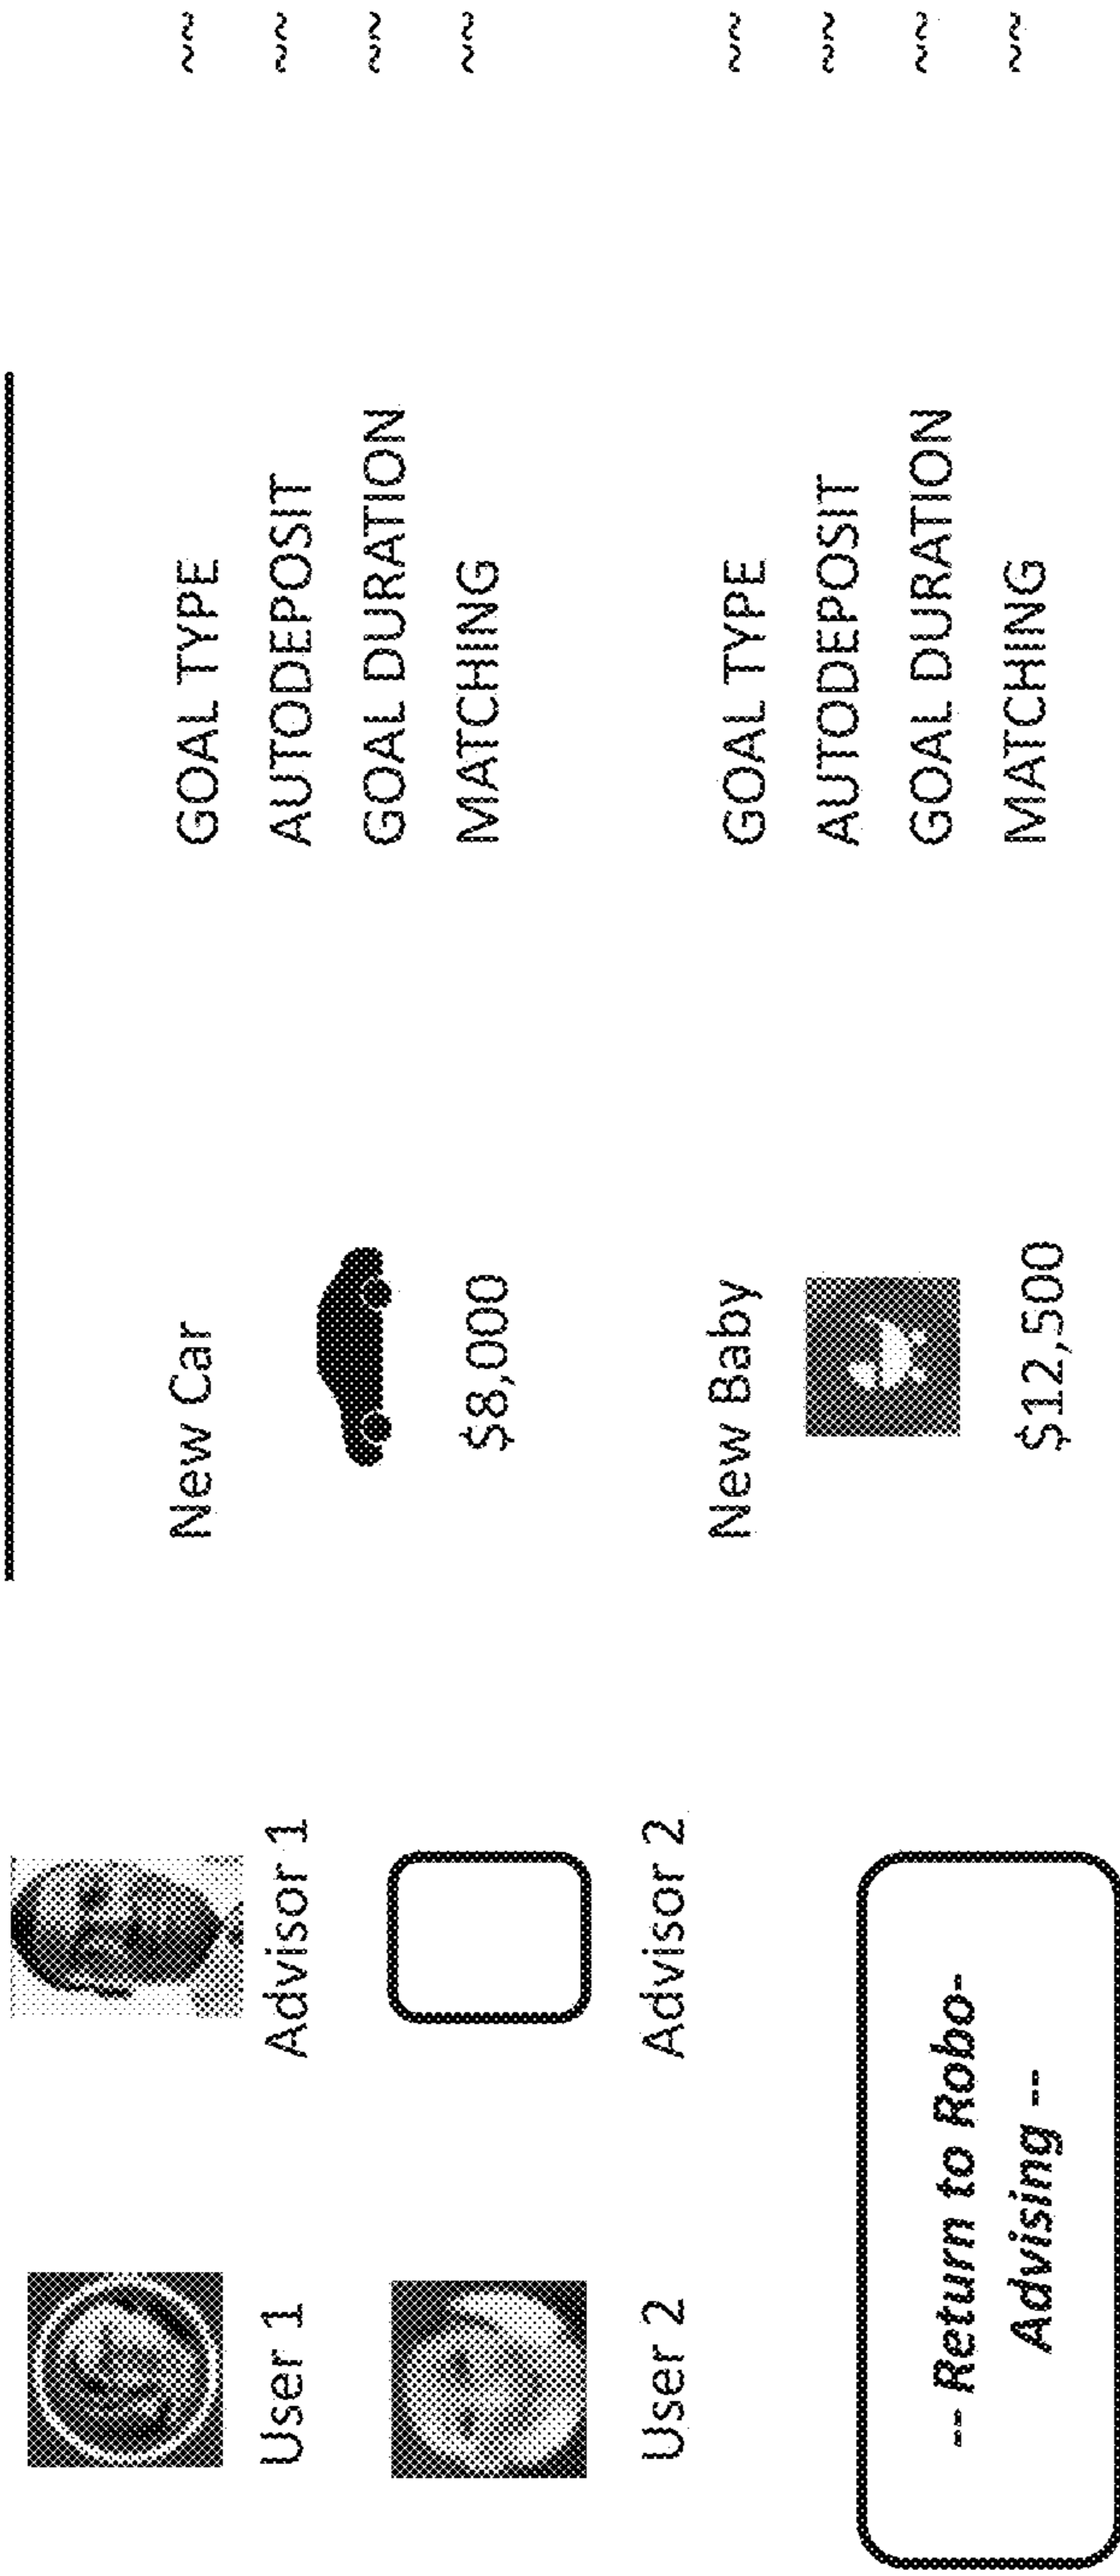 User 1
Advisor 1
User 2
Advisor 2
-- Return to Robo-
Advising --
New Car
$8,000
GOAL TYPE ~~
AUTODEPOSIT ~~
GOAL DURATION ~~
MATCHING ~~
New Baby
$12,500
GOAL TYPE ~~
AUTODEPOSIT ~~
GOAL DURATION ~~
MATCHING ~~